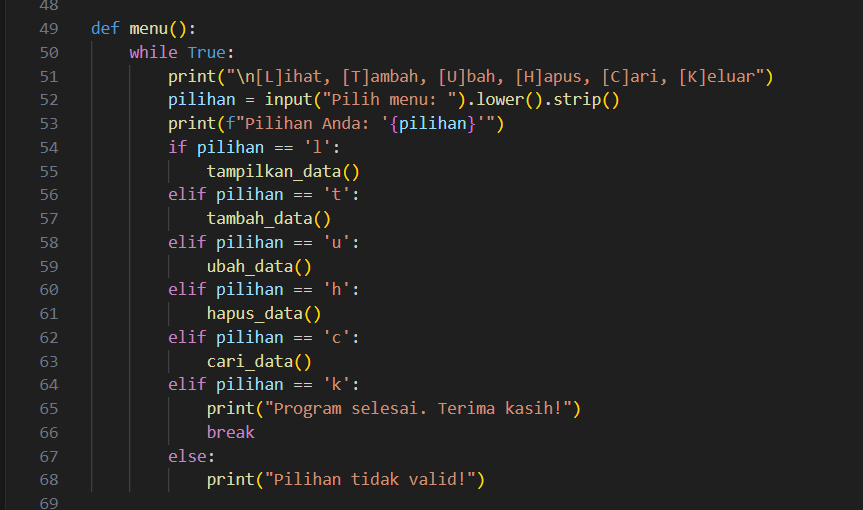 48
49 def menu():
50     while True:
51         print("\n[L]ihat, [T]ambah, [U]bah, [H]apus, [C]ari, [K]eluar")
52         pilihan = input("Pilih menu: ").lower().strip()
53         print(f"Pilihan Anda: '{pilihan}'")
54         if pilihan == 'l':
55             tampilkan_data()
56         elif pilihan == 't':
57             tambah_data()
58         elif pilihan == 'u':
59             ubah_data()
60         elif pilihan == 'h':
61             hapus_data()
62         elif pilihan == 'c':
63             cari_data()
64         elif pilihan == 'k':
65             print("Program selesai. Terima kasih!")
66             break
67         else:
68             print("Pilihan tidak valid!")
69